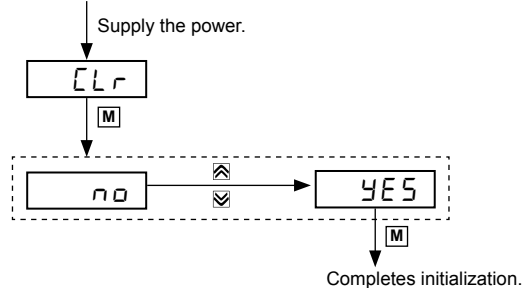 Supply the power.
CLr
M
no
YES
M
Completes initialization.